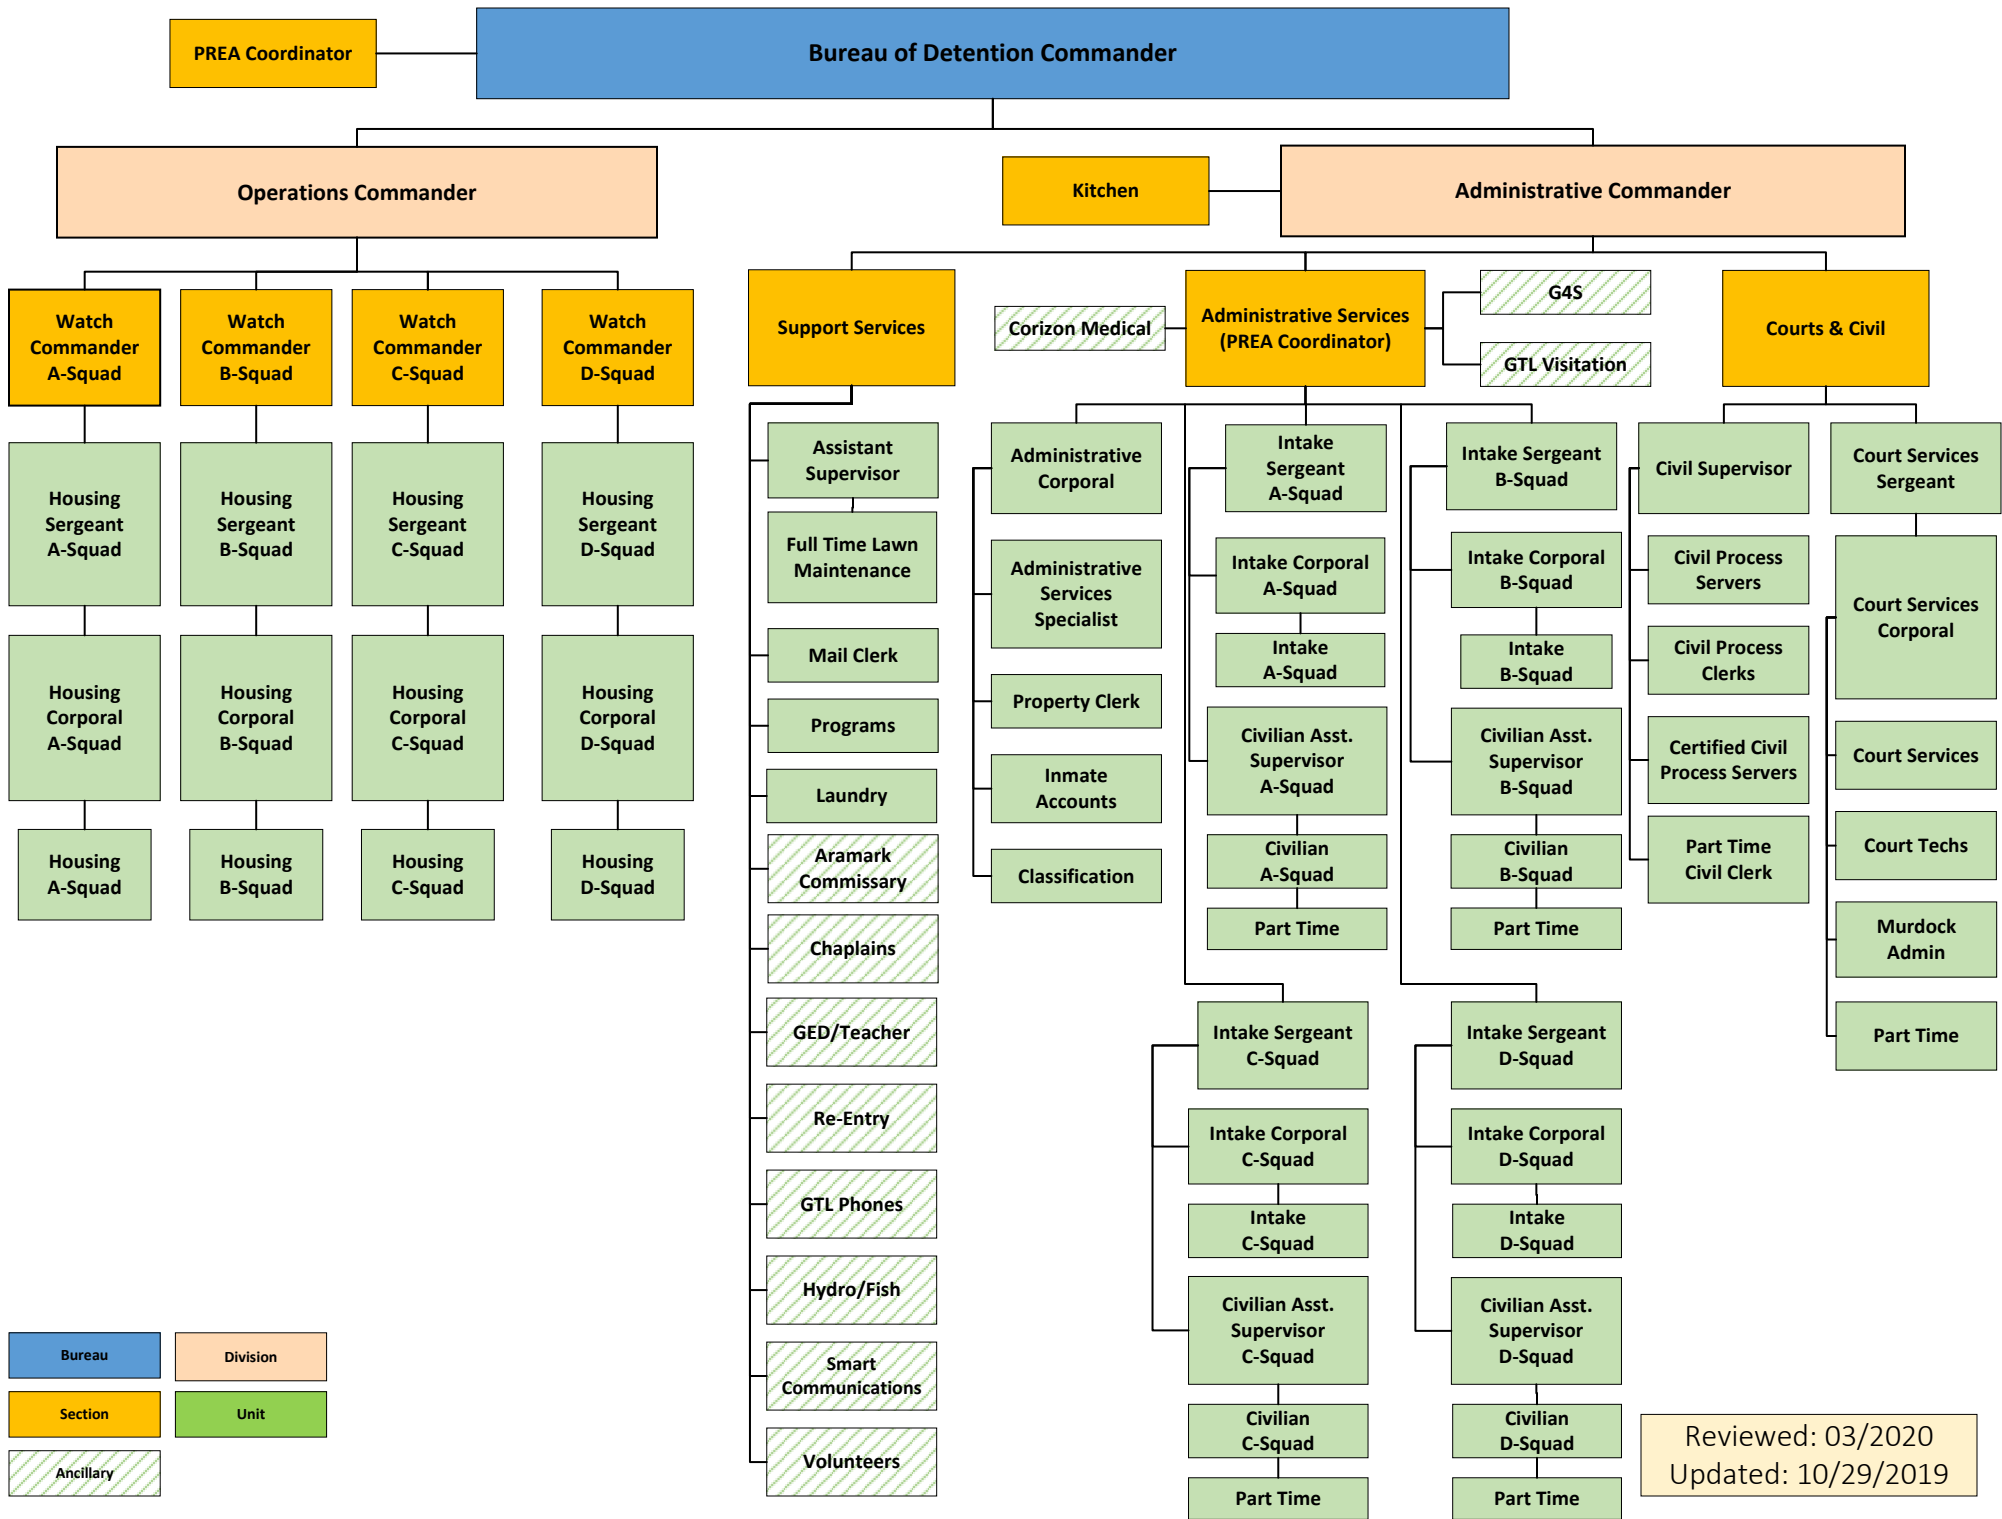 PREA Coordinator
Bureau of Detention Commander
Operations Commander
Kitchen
Administrative Commander
Watch
Commander
A-Squad
Watch
Commander
B-Squad
Watch
Commander
C-Squad
Watch
Commander
D-Squad
Support Services
Corizon Medical
Administrative Services
(PREA Coordinator)
G4S
GTL Visitation
Courts & Civil
Housing
Sergeant
A-Squad
Housing
Sergeant
B-Squad
Housing
Sergeant
C-Squad
Housing
Sergeant
D-Squad
Housing
Corporal
A-Squad
Housing
Corporal
B-Squad
Housing
Corporal
C-Squad
Housing
Corporal
D-Squad
Housing
A-Squad
Housing
B-Squad
Housing
C-Squad
Housing
D-Squad
Assistant
Supervisor
Full Time Lawn
Maintenance
Mail Clerk
Programs
Laundry
Aramark
Commissary
Chaplains
GED/Teacher
Re-Entry
GTL Phones
Hydro/Fish
Smart
Communications
Volunteers
Administrative
Corporal
Administrative
Services
Specialist
Property Clerk
Inmate
Accounts
Classification
Intake
Sergeant
A-Squad
Intake Corporal
A-Squad
Intake
A-Squad
Civilian Asst.
Supervisor
A-Squad
Civilian
A-Squad
Part Time
Intake Sergeant
B-Squad
Intake Corporal
B-Squad
Intake
B-Squad
Civilian Asst.
Supervisor
B-Squad
Civilian
B-Squad
Part Time
Intake Sergeant
C-Squad
Intake Corporal
C-Squad
Intake
C-Squad
Civilian Asst.
Supervisor
C-Squad
Civilian
C-Squad
Part Time
Intake Sergeant
D-Squad
Intake Corporal
D-Squad
Intake
D-Squad
Civilian Asst.
Supervisor
D-Squad
Civilian
D-Squad
Part Time
Civil Supervisor
Civil Process
Servers
Civil Process
Clerks
Certified Civil
Process Servers
Part Time
Civil Clerk
Court Services
Sergeant
Court Services
Corporal
Court Services
Court Techs
Murdock
Admin
Part Time
Bureau
Division
Section
Unit
Ancillary
Reviewed: 03/2020
Updated: 10/29/2019